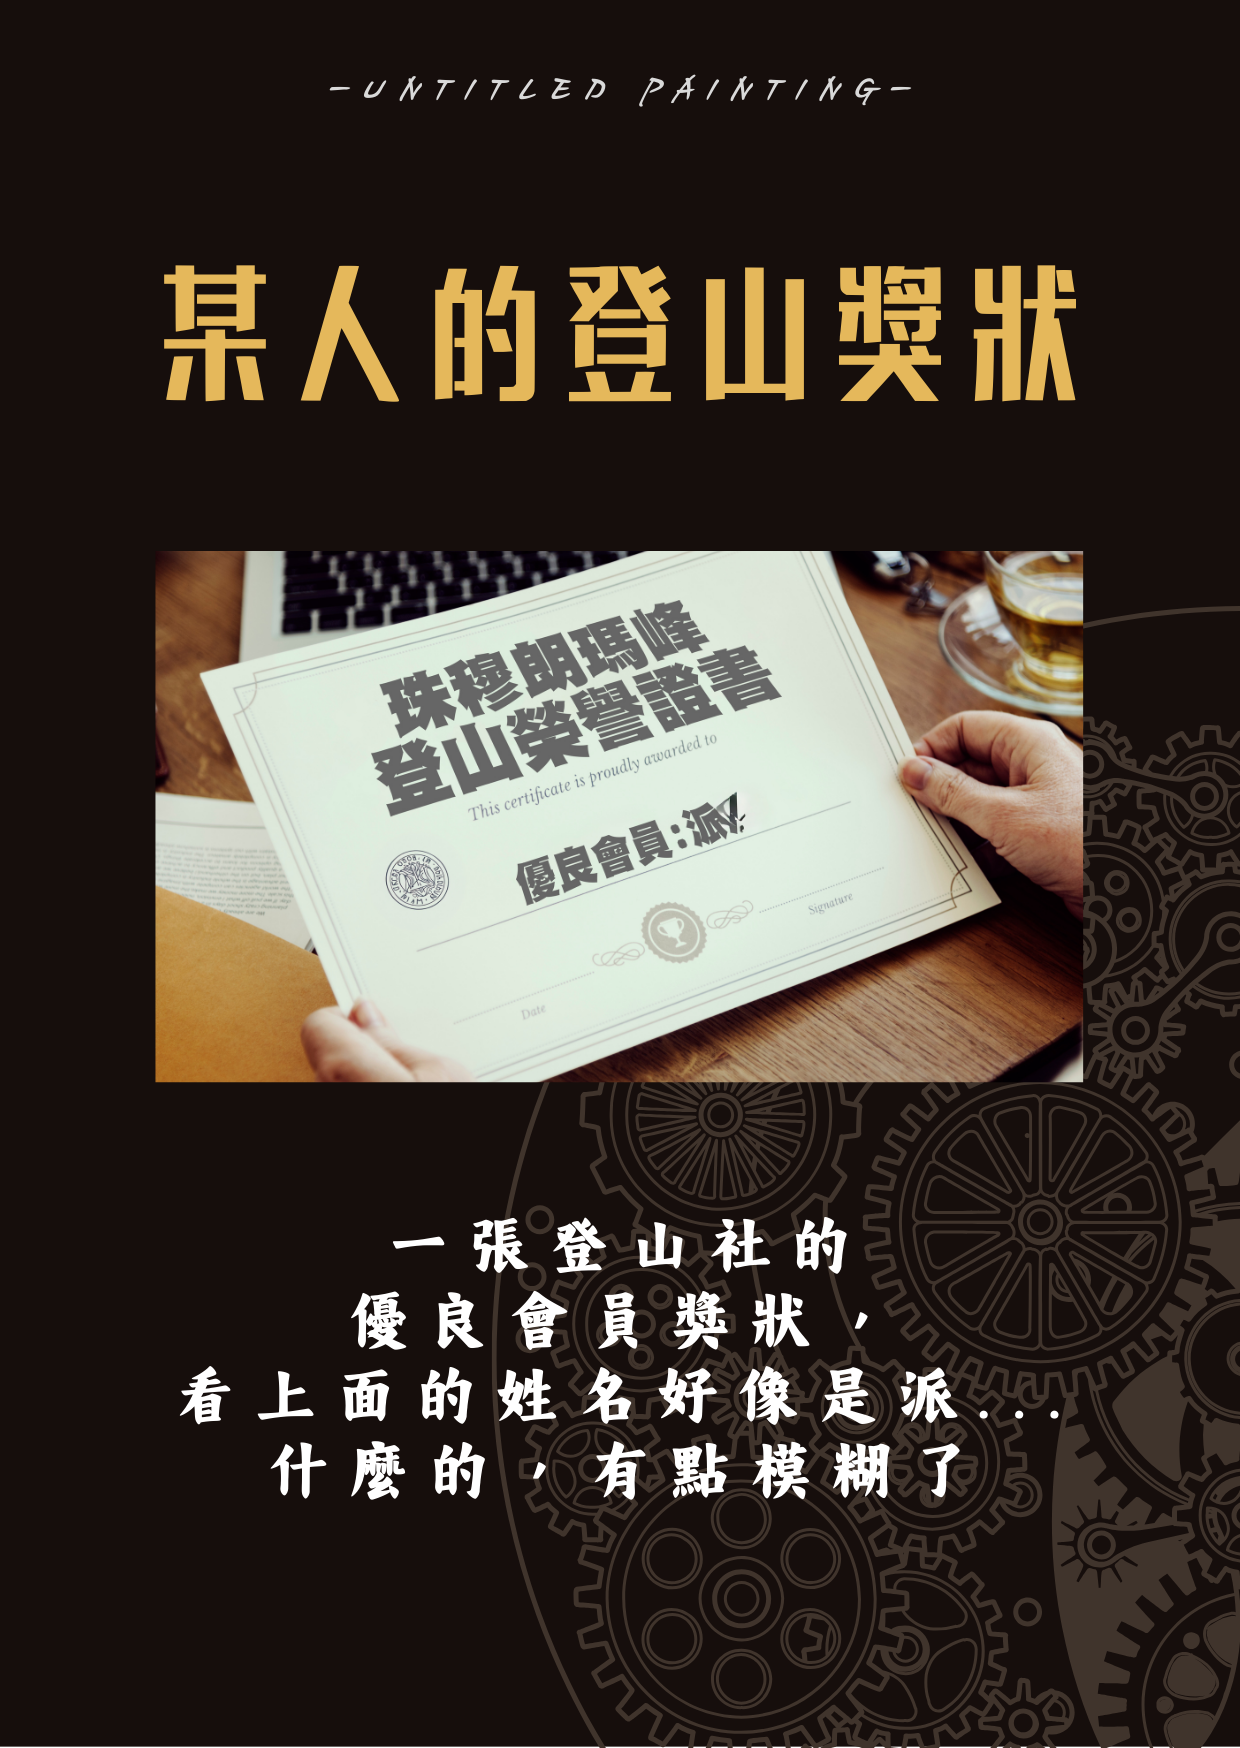 —UNTITLED PAINTING—
某人的登山獎狀
珠穆朗瑪峰
登山榮譽證書
This certificate is proudly awarded to
優良會員:派
Signature
Date
一張登山社的
優良會員獎狀，
看上面的姓名好像是派...
什麼的，有點模糊了